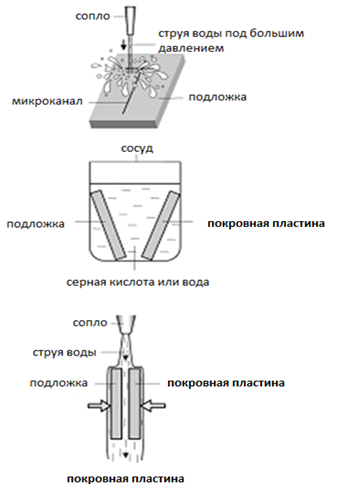 сопло
струя воды под большим
давлением
микроканал
подложка
сосуд
подложка
покровная пластина
серная кислота или вода
сопло
струя воды
подложка
покровная пластина
покровная пластина